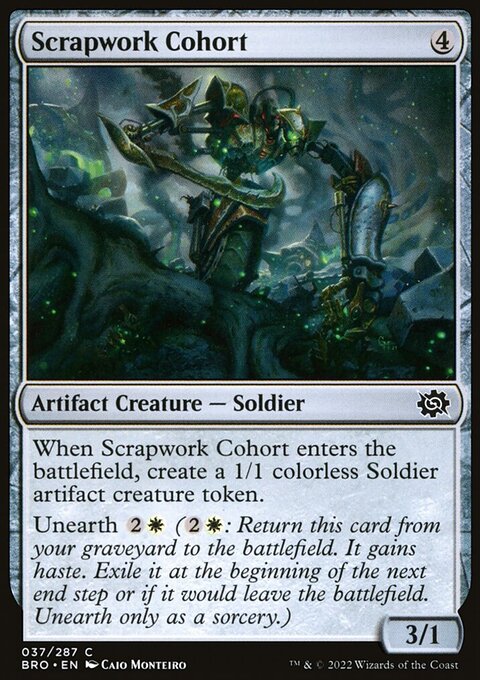 Scrapwork Cohort 4
Artifact Creature — Soldier
When Scrapwork Cohort enters the
battlefield, create a 1/1 colorless Soldier
artifact creature token.
Unearth 2 (2 : Return this card from
your graveyard to the battlefield. It gains
haste. Exile it at the beginning of the next
end step or if it would leave the battlefield.
Unearth only as a sorcery.)
3/1
037/287 C
BRO • EN Caio Monteiro
™ & © 2022 Wizards of the Coast